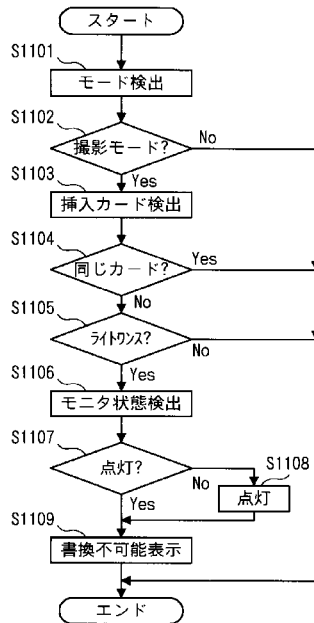 スタート
S1101
モード検出
S1102
撮影モード?
No
Yes
S1103
挿入カード検出
S1104
同じカード?
Yes
No
S1105
ライトワンス?
No
Yes
S1106
モニタ状態検出
S1107
点灯?
No
S1108
点灯
Yes
S1109
書換不可能表示
エンド